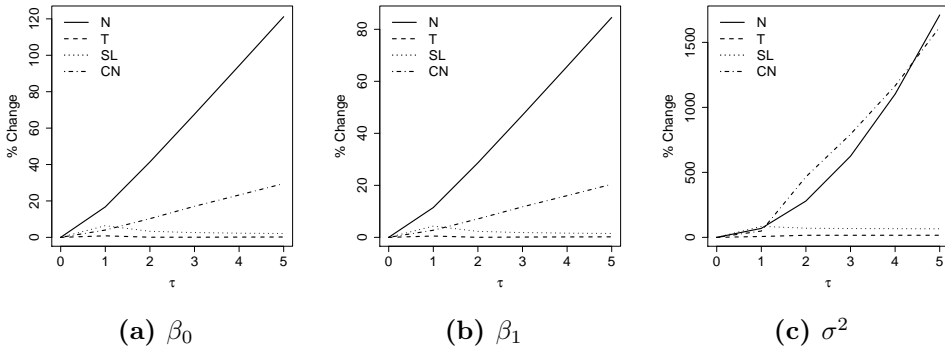 N
T
SL
CN
% Change
0 20 40 60 80 100 120
0 1 2 3 4 5
τ
(a) β₀
N
T
SL
CN
% Change
0 20 40 60 80
0 1 2 3 4 5
τ
(b) β₁
N
T
SL
CN
% Change
0 500 1000 1500
0 1 2 3 4 5
τ
(c) σ²